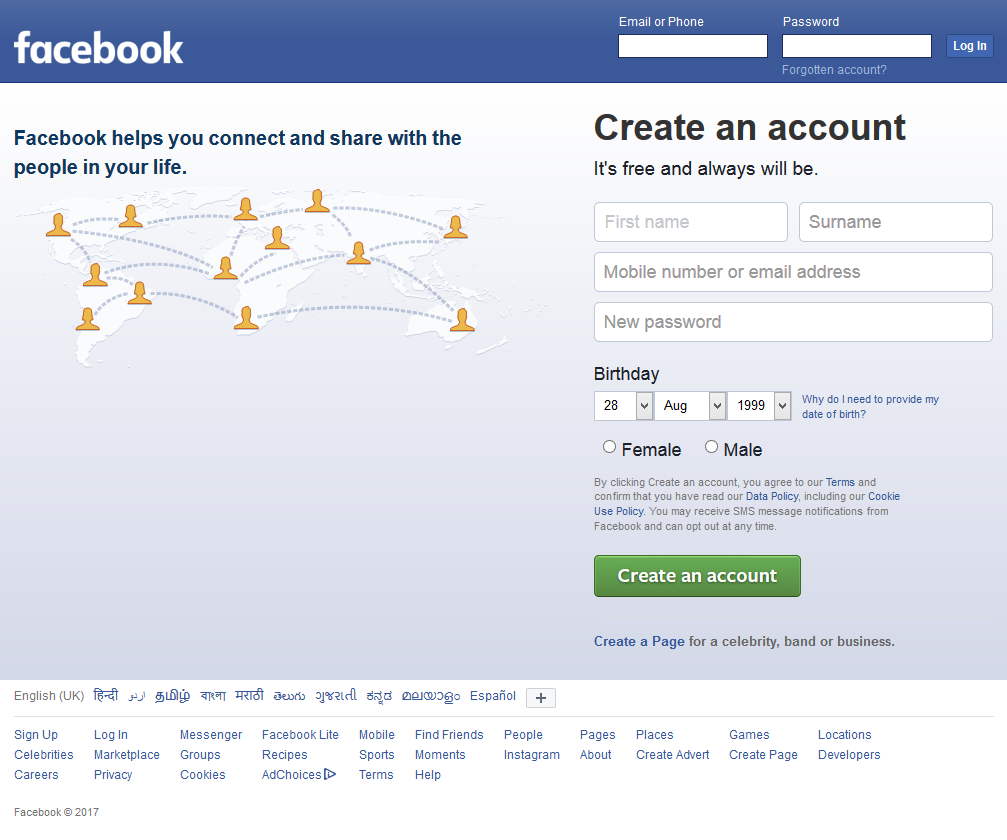 facebook
Email or Phone Password
Log In
Forgotten account?
Facebook helps you connect and share with the
people in your life.
Create an account
It's free and always will be.
First name Surname
Mobile number or email address
New password
Birthday
28 Aug 1999
Why do I need to provide my
date of birth?
Female Male
By clicking Create an account, you agree to our Terms and
confirm that you have read our Data Policy, including our Cookie
Use Policy. You may receive SMS message notifications from
Facebook and can opt out at any time.
Create an account
Create a Page for a celebrity, band or business.
English (UK) हिन्दी اردو தமிழ் বাংলা मराठी తెలుగు ગુજરાતી ಕನ್ನಡ മലയാളം Español +
Sign Up Log In Messenger Facebook Lite Mobile Find Friends People Pages Places Games Locations
Celebrities Marketplace Groups Recipes Sports Moments Instagram About Create Advert Create Page Developers
Careers Privacy Cookies AdChoices Terms Help
Facebook © 2017